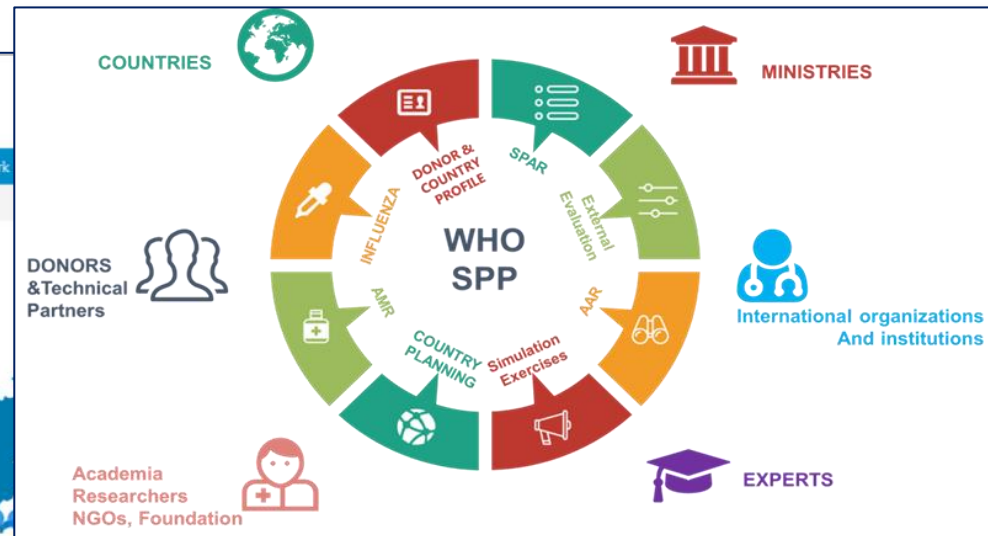 COUNTRIES
MINISTRIES
DONOR &
COUNTRY
PROFILE
SPAR
INFLUENZA
External
Evaluation
WHO
SPP
DONORS
&Technical
Partners
AMR
AAR
International organizations
And institutions
COUNTRY
PLANNING
Simulation
Exercises
Academia
Researchers
NGOs, Foundation
EXPERTS